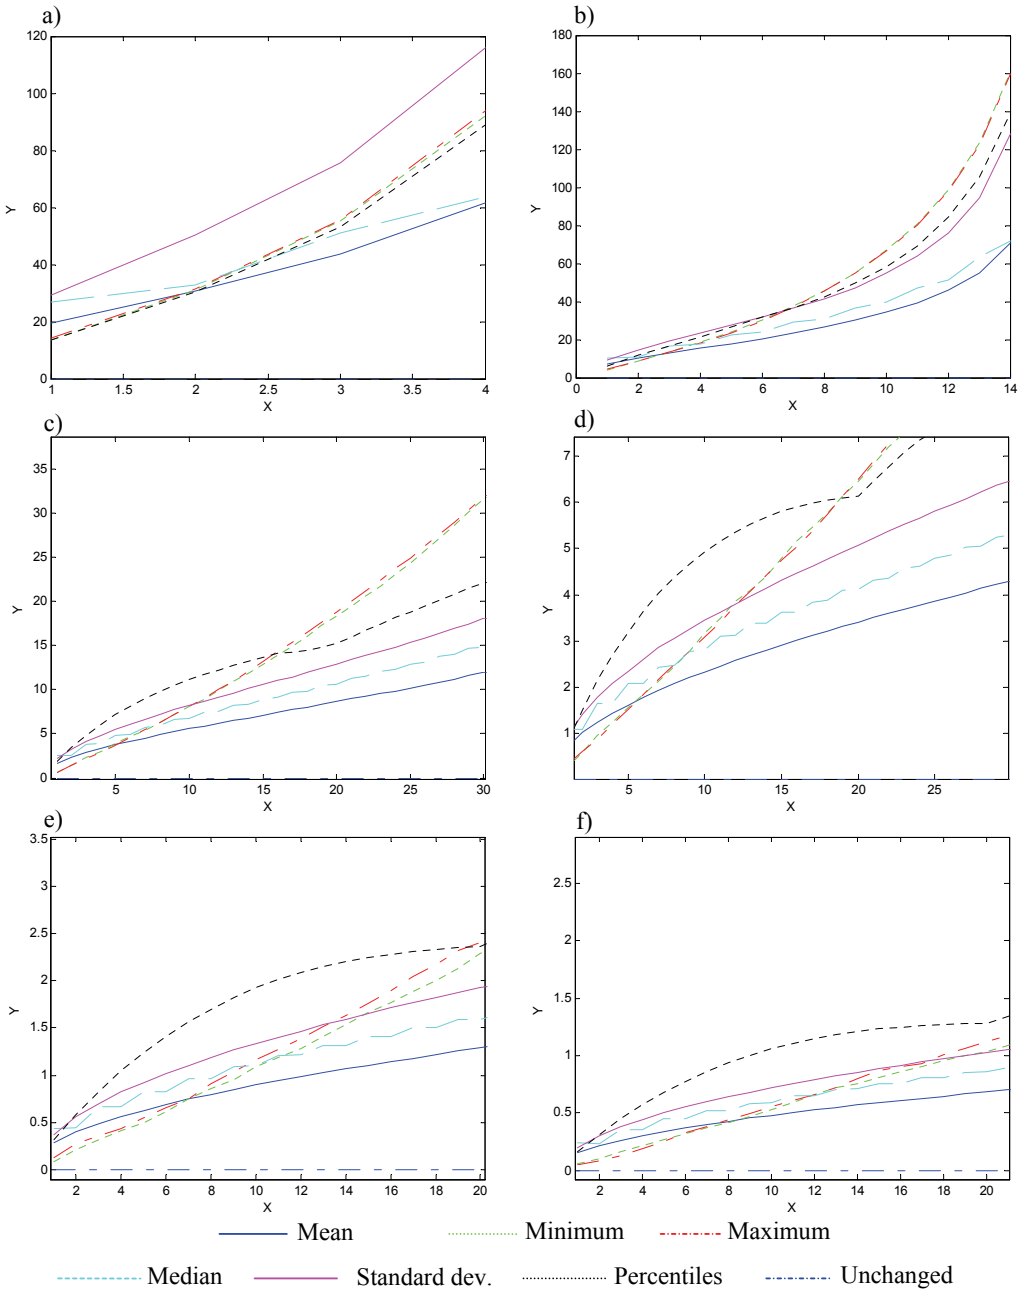 a)
120
100
80
60
40
20
0
Y
1 1.5 2 2.5 3 3.5 4
X
b)
180
160
140
120
100
80
60
40
20
0
Y
0 2 4 6 8 10 12 14
X
c)
35
30
25
20
15
10
5
0
Y
5 10 15 20 25 30
X
d)
7
6
5
4
3
2
1
Y
5 10 15 20 25
X
e)
3.5
3
2.5
2
1.5
1
0.5
0
Y
2 4 6 8 10 12 14 16 18 20
X
f)
2.5
2
1.5
1
0.5
0
Y
2 4 6 8 10 12 14 16 18 20
X
Mean Minimum Maximum
Median Standard dev. Percentiles Unchanged